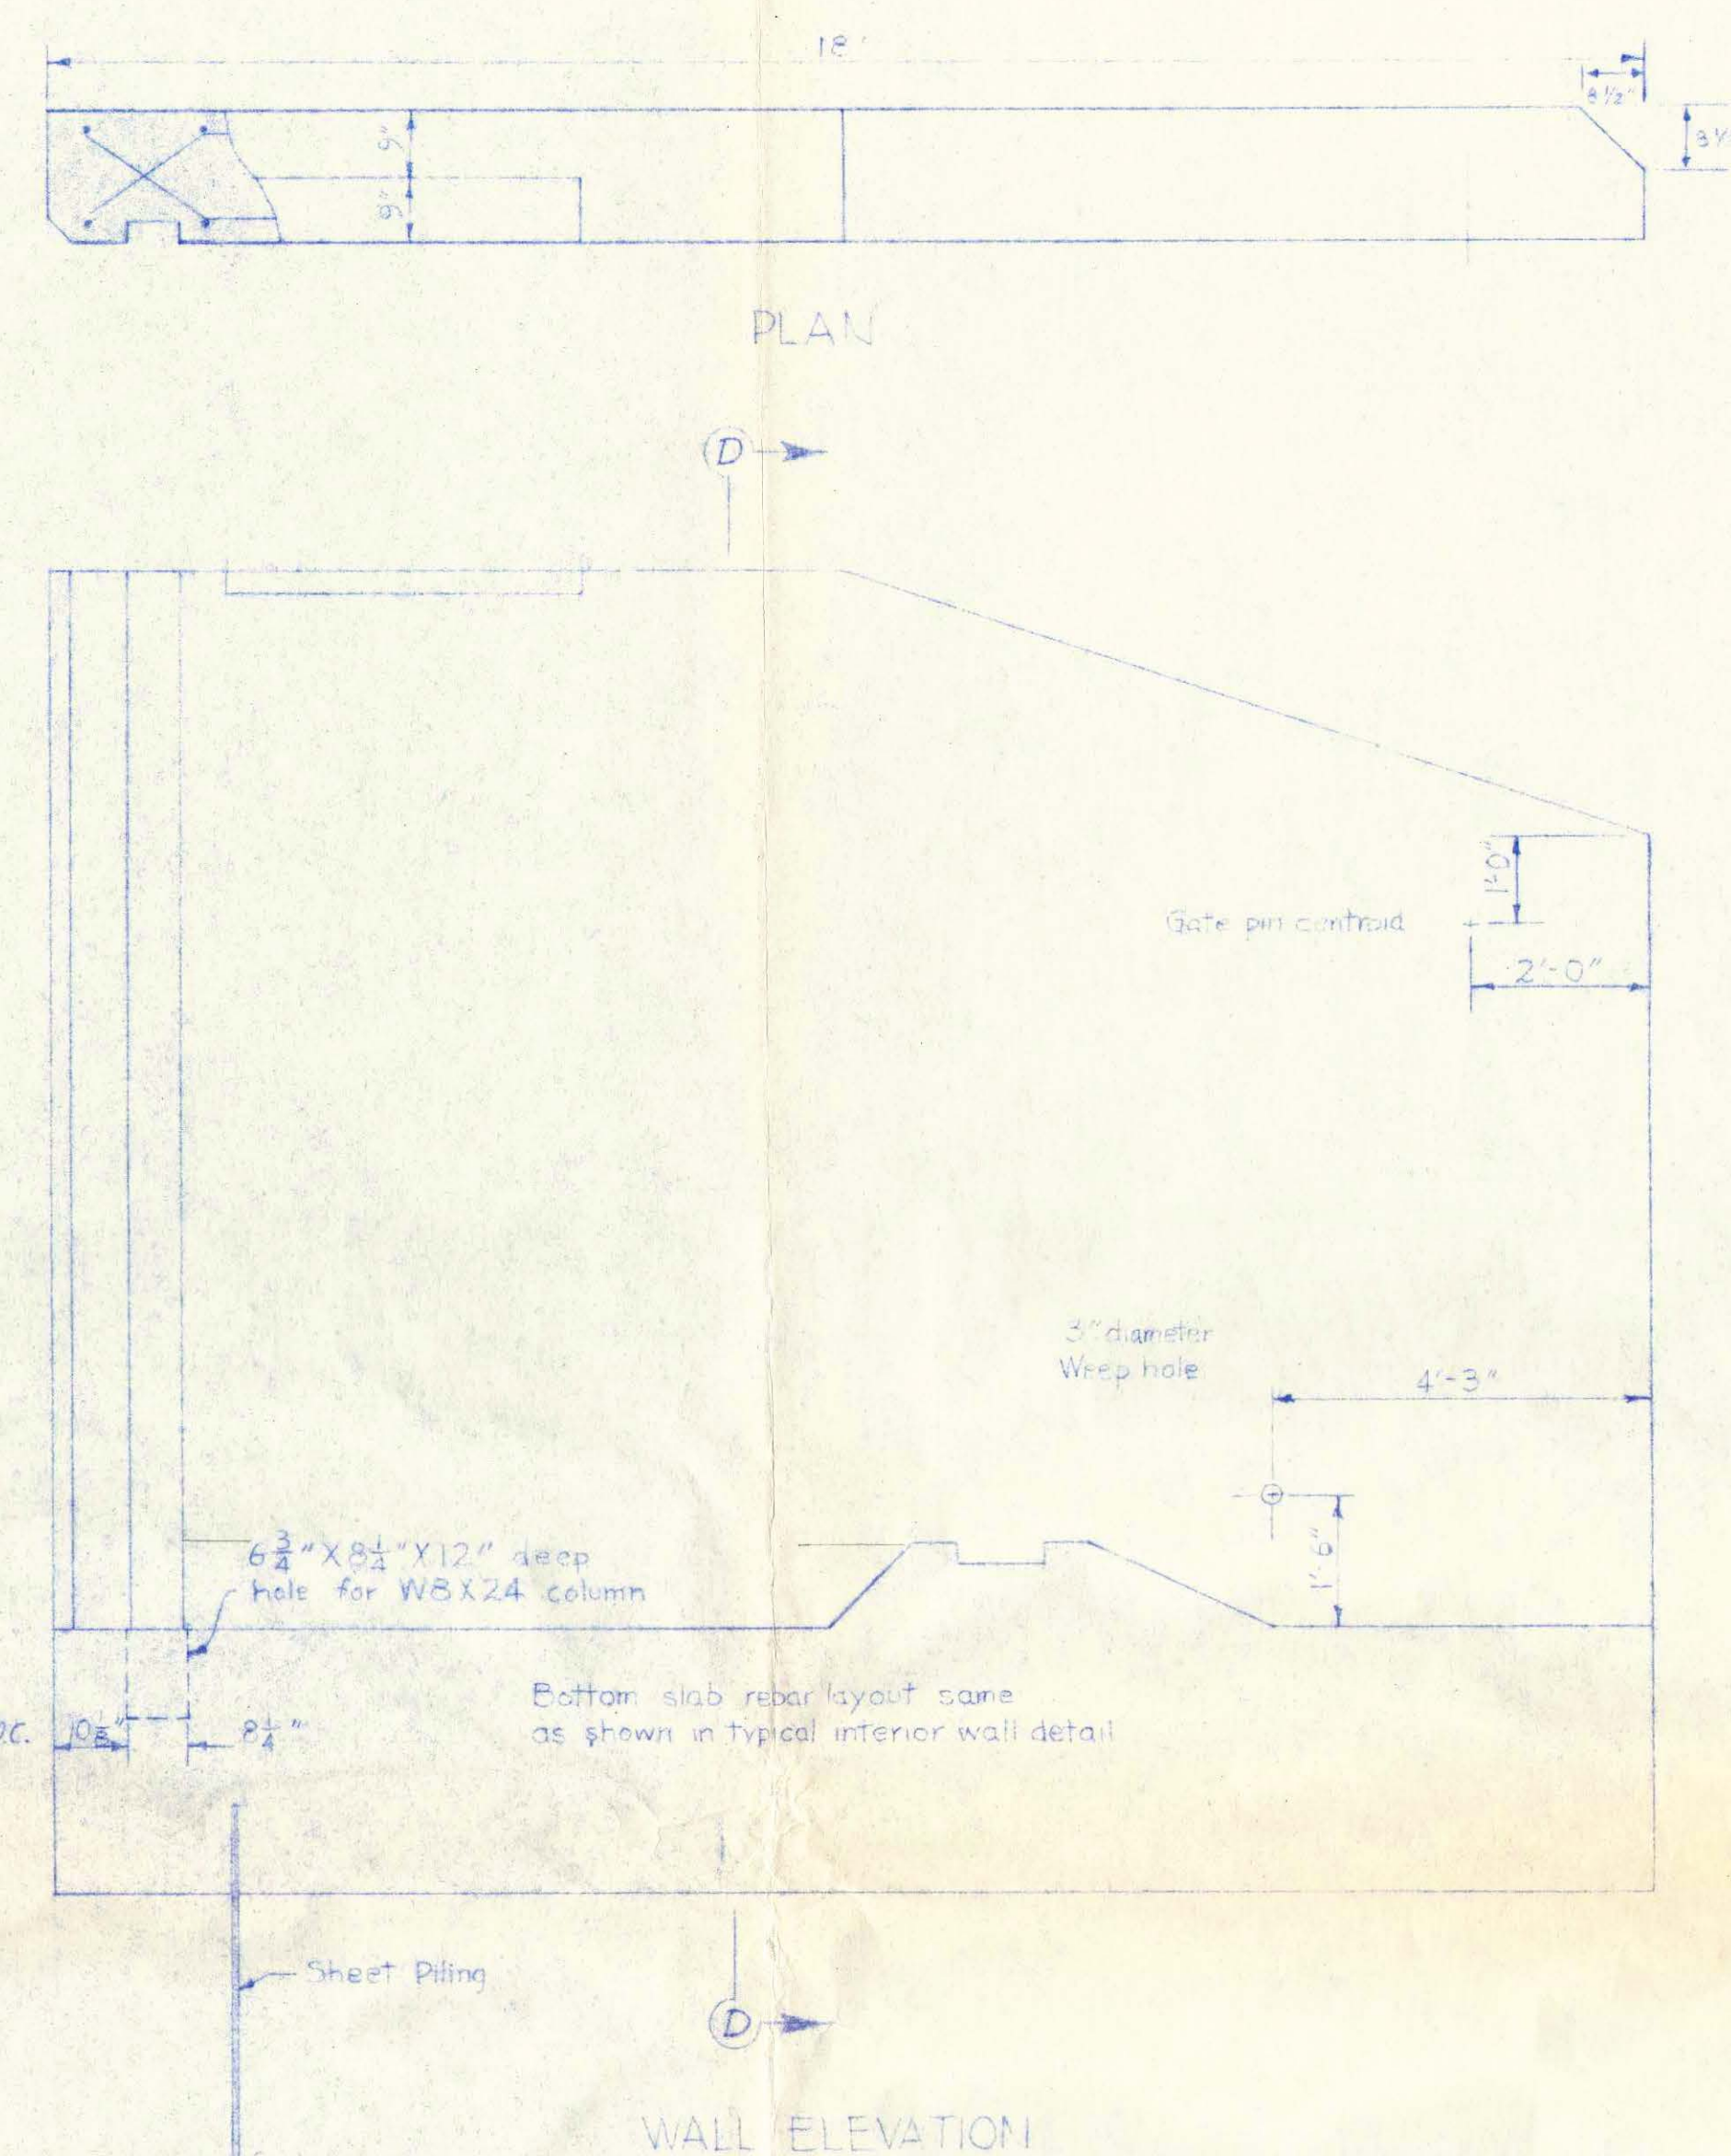 18'
8 1/2"
9"
9"
PLAN
D
1'-0"
Gate pin centroid
2'-0"
3" diameter
Weep hole
4'-3"
6 3/4" X 8 1/4" X 12" deep
hole for W8 X 24 column
1'-6"
Bottom slab rebar layout same
as shown in typical interior wall detail
8 1/4"
Sheet Piling
D
WALL ELEVATION